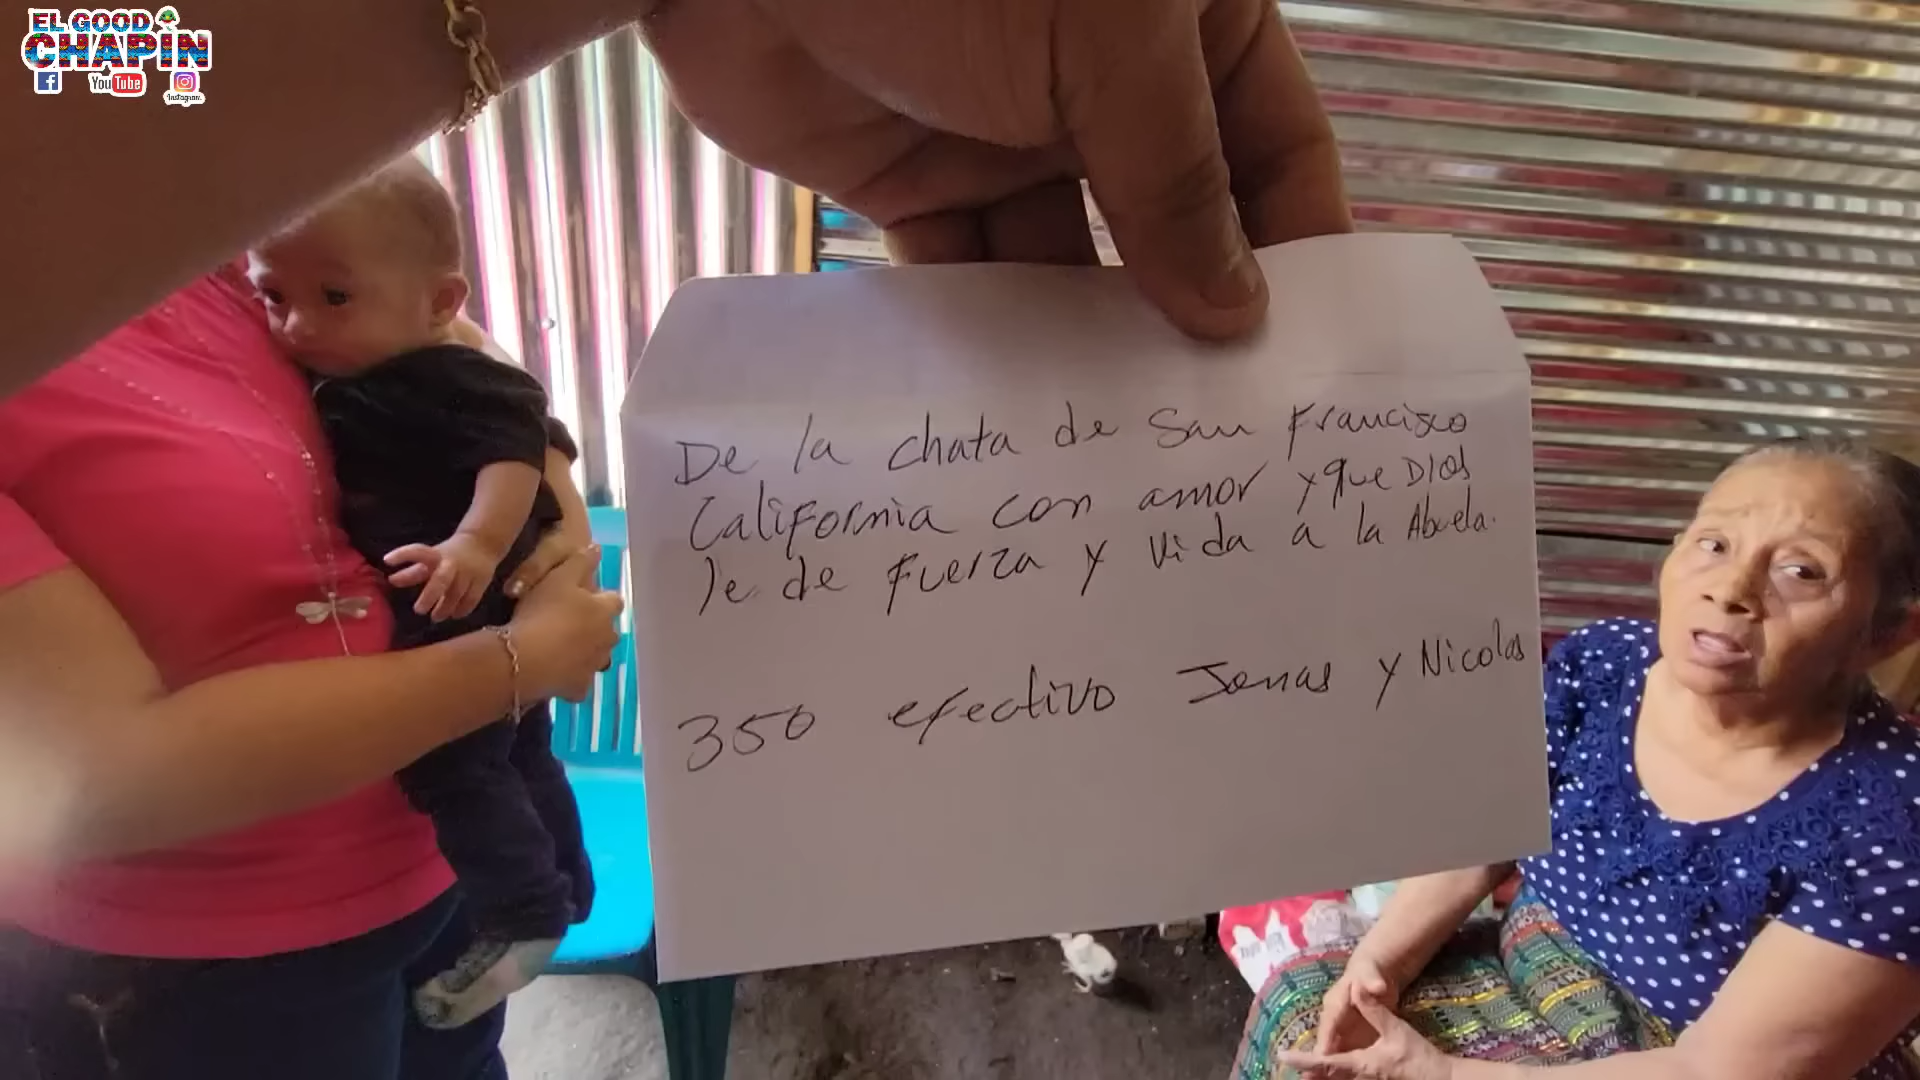 EL GOOD
CHAPIN
YouTube
Instagram
De la chata de San Francisco
California con amor y que Dios
le de fuerza y vida a la Abuela.
350 efectivo Jonas y Nicolas